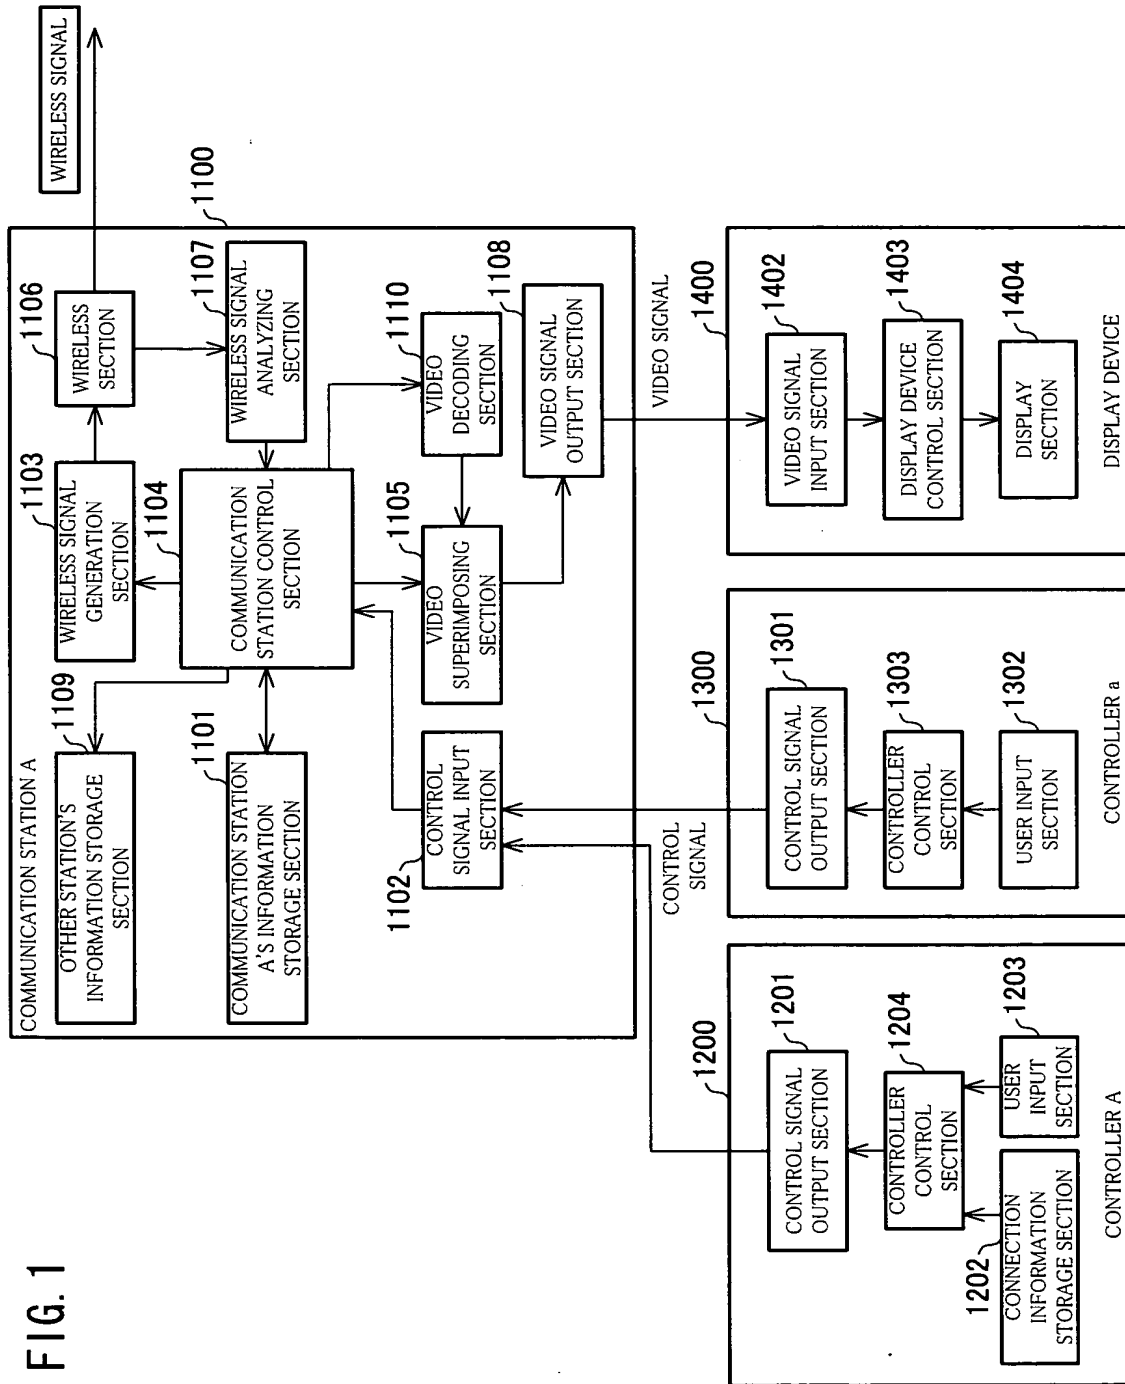 FIG. 1
WIRELESS SIGNAL
COMMUNICATION STATION A
1100
1109
OTHER STATION'S
INFORMATION STORAGE
SECTION
1103
WIRELESS SIGNAL
GENERATION
SECTION
1106
WIRELESS
SECTION
1101
COMMUNICATION STATION
A'S INFORMATION
STORAGE SECTION
1104
COMMUNICATION
STATION CONTROL
SECTION
1107
WIRELESS SIGNAL
ANALYZING
SECTION
1102
CONTROL
SIGNAL INPUT
SECTION
1105
VIDEO
SUPERIMPOSING
SECTION
1110
VIDEO
DECODING
SECTION
1108
VIDEO SIGNAL
OUTPUT SECTION
CONTROL
SIGNAL
VIDEO SIGNAL
1200
1201
CONTROL SIGNAL
OUTPUT SECTION
1204
CONTROLLER
CONTROL
SECTION
1202
CONNECTION
INFORMATION
STORAGE SECTION
1203
USER
INPUT
SECTION
CONTROLLER A
1300
1301
CONTROL SIGNAL
OUTPUT SECTION
1303
CONTROLLER
CONTROL
SECTION
1302
USER INPUT
SECTION
CONTROLLER a
1400
1402
VIDEO SIGNAL
INPUT SECTION
1403
DISPLAY DEVICE
CONTROL SECTION
1404
DISPLAY
SECTION
DISPLAY DEVICE